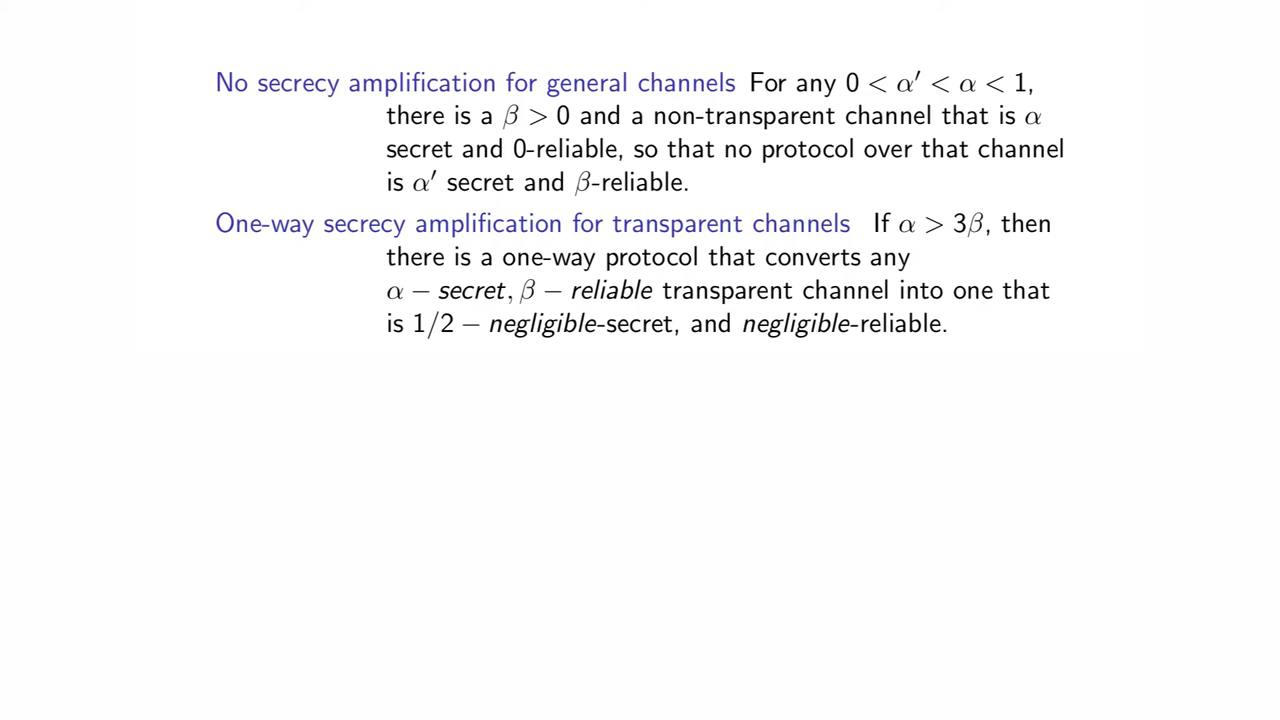 No secrecy amplification for general channels For any 0 < α′ < α < 1,
there is a β > 0 and a non-transparent channel that is α
secret and 0-reliable, so that no protocol over that channel
is α′ secret and β-reliable.
One-way secrecy amplification for transparent channels If α > 3β, then
there is a one-way protocol that converts any
α − secret, β − reliable transparent channel into one that
is 1/2 − negligible-secret, and negligible-reliable.